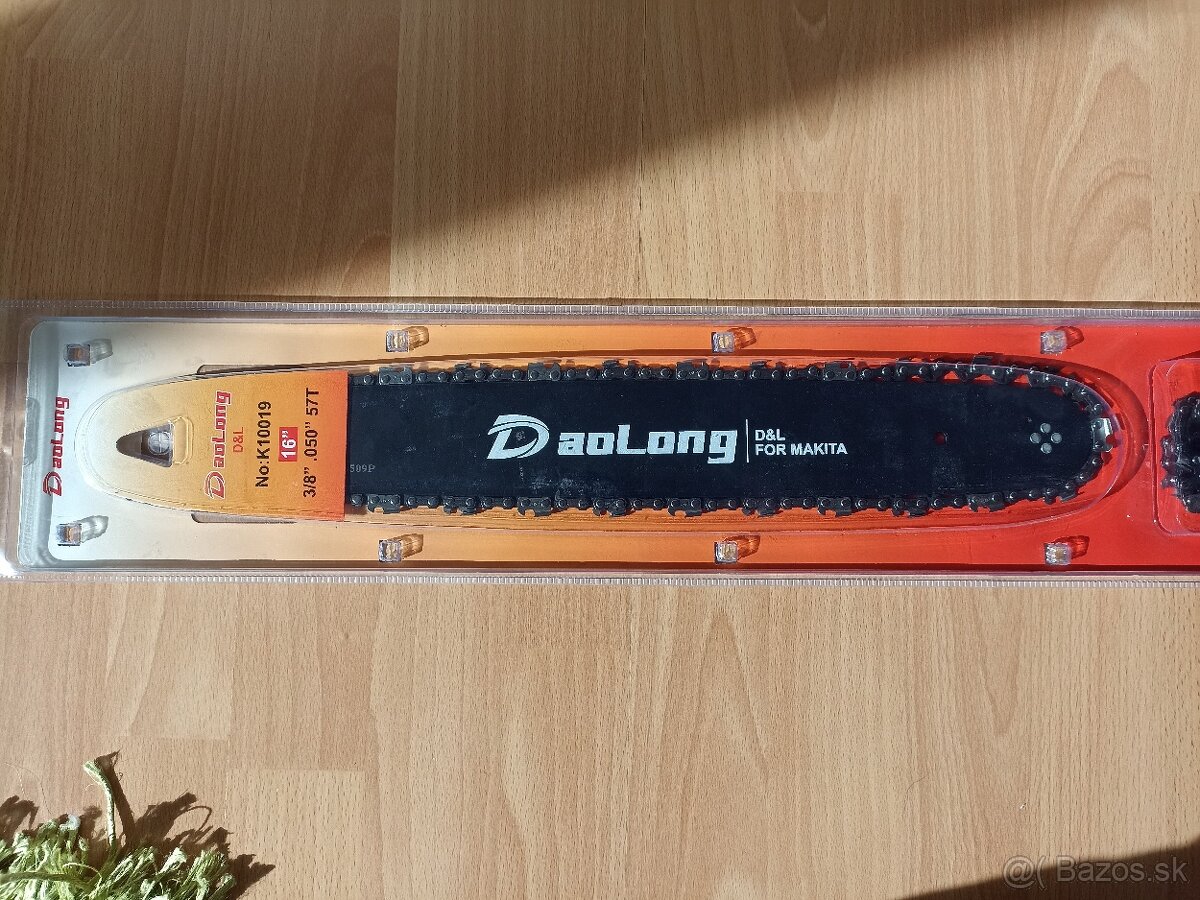 DaoLong
DaoLong
D&L
No:K10019
16"
3/8" .050" 57T
509P
DaoLong
D&L
FOR MAKITA
@( Bazos.sk